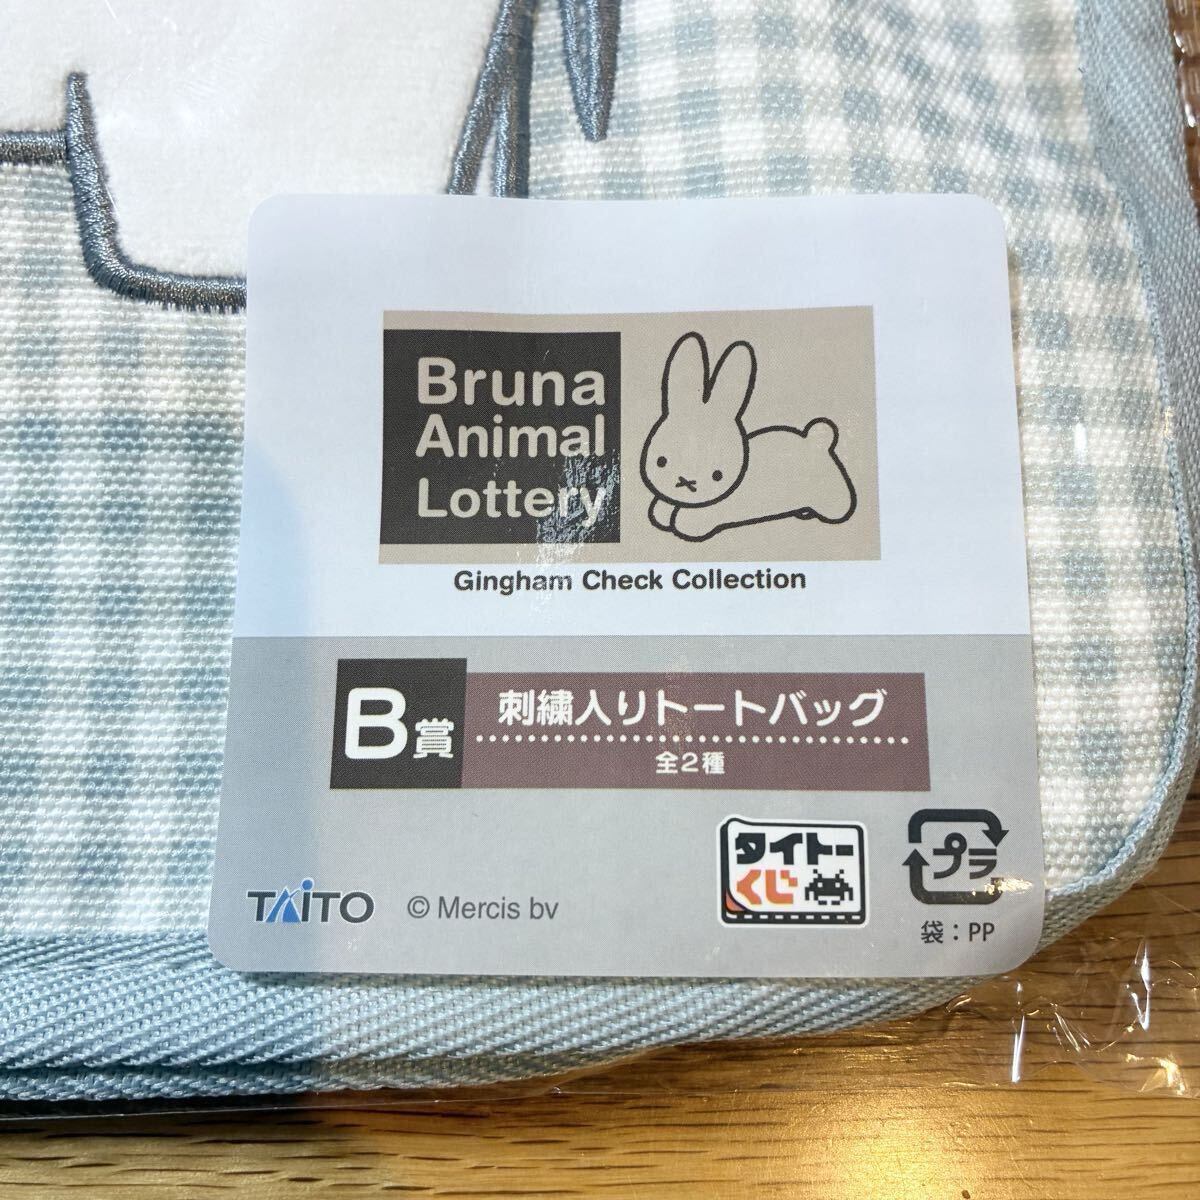 Bruna
Animal
Lottery
Gingham Check Collection
B賞
刺繍入りトートバッグ
全2種
タイトー
くじ
プラ
TAITO
© Mercis bv
袋：PP